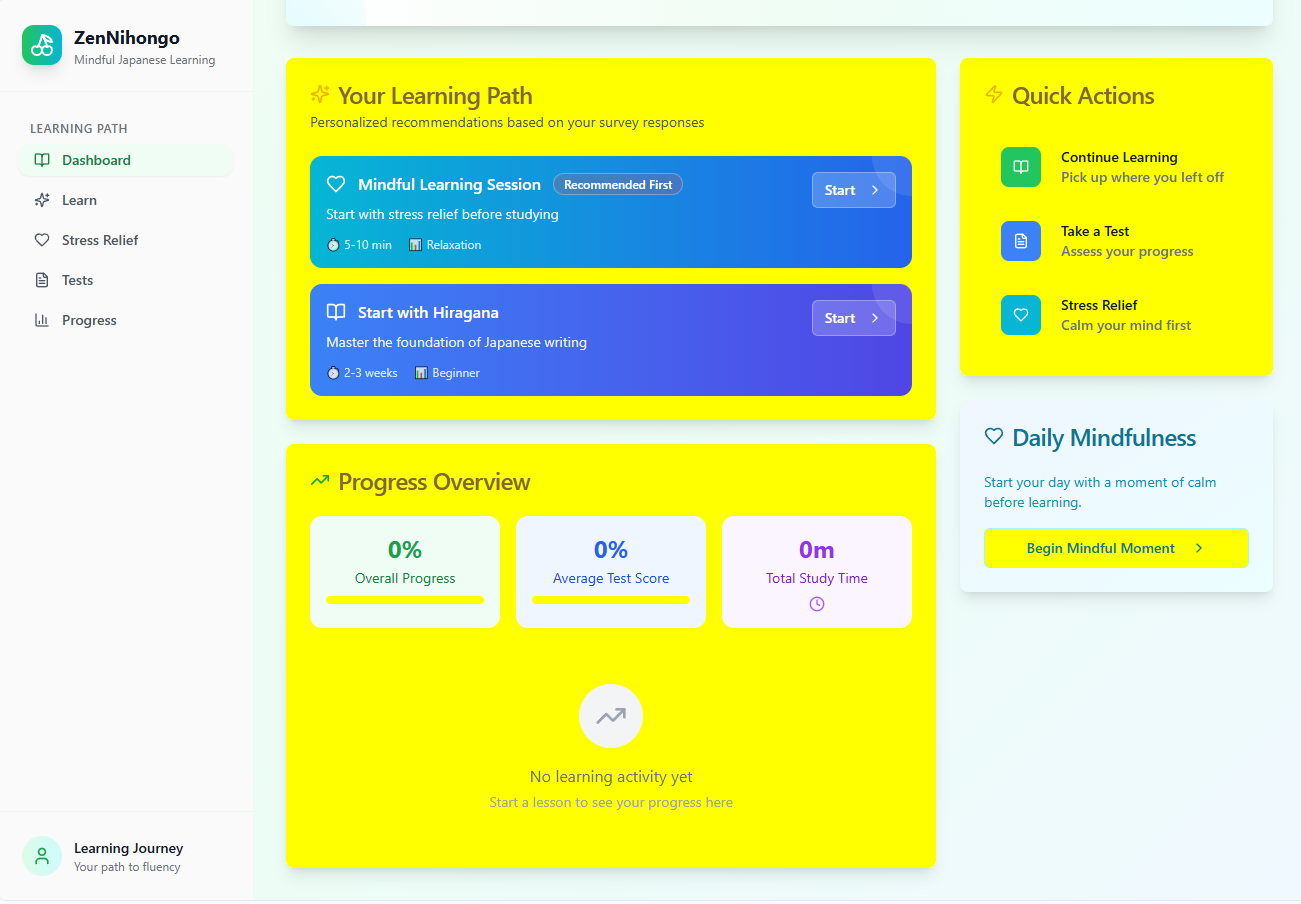 ZenNihongo
Mindful Japanese Learning
LEARNING PATH
Dashboard
Learn
Stress Relief
Tests
Progress
Learning Journey
Your path to fluency
Your Learning Path
Personalized recommendations based on your survey responses
Mindful Learning Session
Recommended First
Start
Start with stress relief before studying
5-10 min
Relaxation
Start with Hiragana
Start
Master the foundation of Japanese writing
2-3 weeks
Beginner
Progress Overview
0%
Overall Progress
0%
Average Test Score
0m
Total Study Time
No learning activity yet
Start a lesson to see your progress here
Quick Actions
Continue Learning
Pick up where you left off
Take a Test
Assess your progress
Stress Relief
Calm your mind first
Daily Mindfulness
Start your day with a moment of calm
before learning.
Begin Mindful Moment